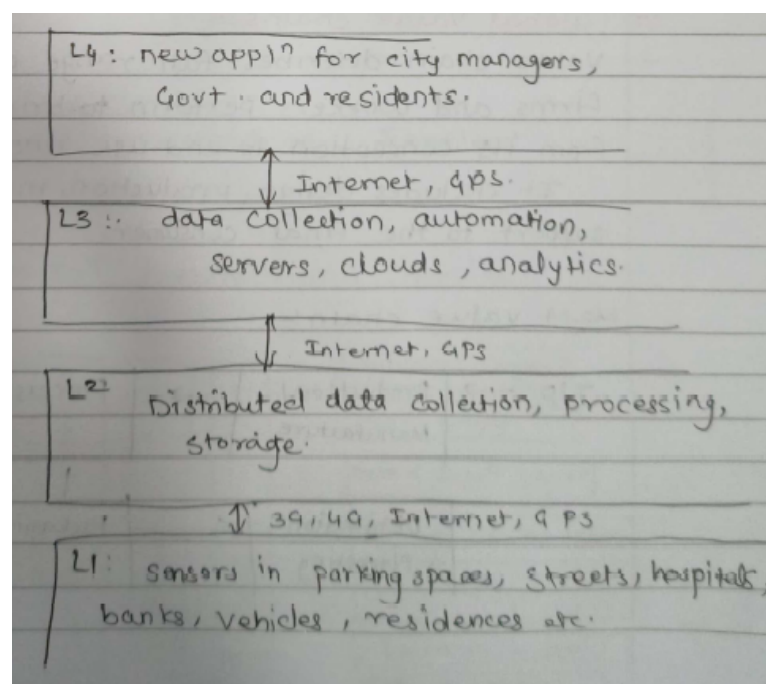 L4: new appln for city managers,
Govt. and residents.
Internet, GPS.
L3:. data collection, automation,
servers, clouds, analytics.
Internet, GPS
L2: Distributed data collection, processing,
storage.
3G, 4G, Internet, GPS
L1: sensors in parking spaces, streets, hospitals,
banks, vehicles, residences etc.